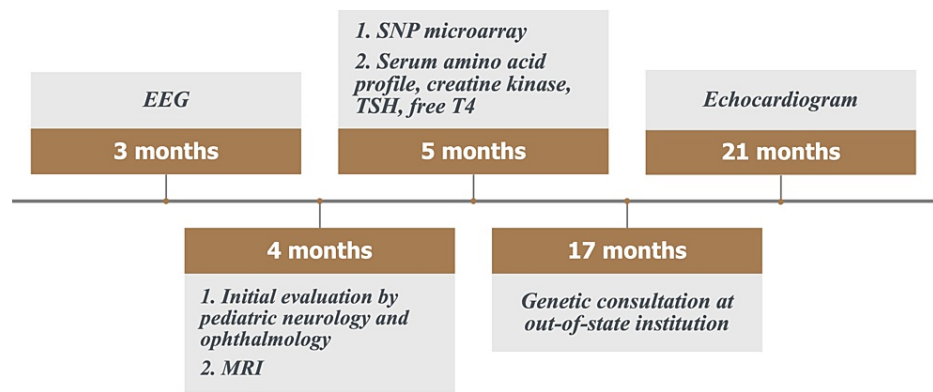 EEG
3 months
4 months
1. Initial evaluation by
pediatric neurology and
ophthalmology
2. MRI
1. SNP microarray
2. Serum amino acid
profile, creatine kinase,
TSH, free T4
5 months
17 months
Genetic consultation at
out-of-state institution
Echocardiogram
21 months